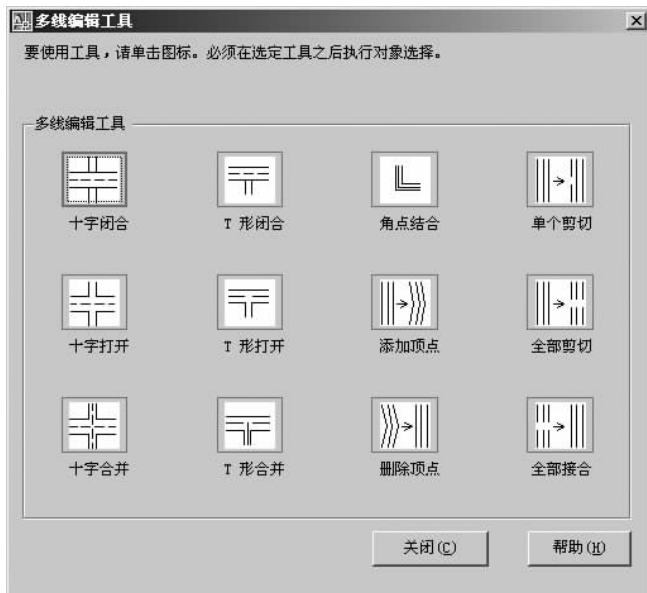 多线编辑工具
要使用工具，请单击图标。必须在选定工具之后执行对象选择。
多线编辑工具
十字闭合 T 形闭合 角点结合 单个剪切
十字打开 T 形打开 添加顶点 全部剪切
十字合并 T 形合并 删除顶点 全部接合
关闭(C) 帮助(H)